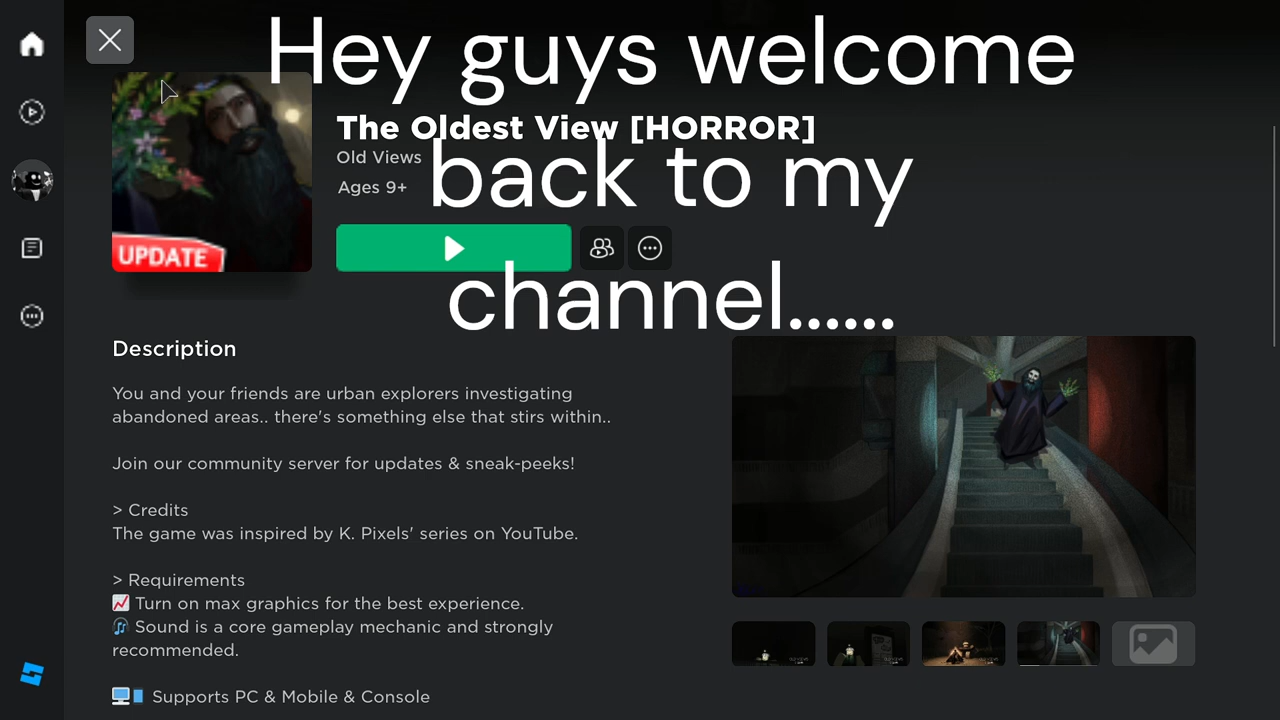 Hey guys welcome
back to my
channel......
The Oldest View [HORROR]
Old Views
Ages 9+
UPDATE
Description
You and your friends are urban explorers investigating
abandoned areas.. there's something else that stirs within..
Join our community server for updates & sneak-peeks!
> Credits
The game was inspired by K. Pixels' series on YouTube.
> Requirements
📈 Turn on max graphics for the best experience.
🎧 Sound is a core gameplay mechanic and strongly
recommended.
🖥️📱 Supports PC & Mobile & Console